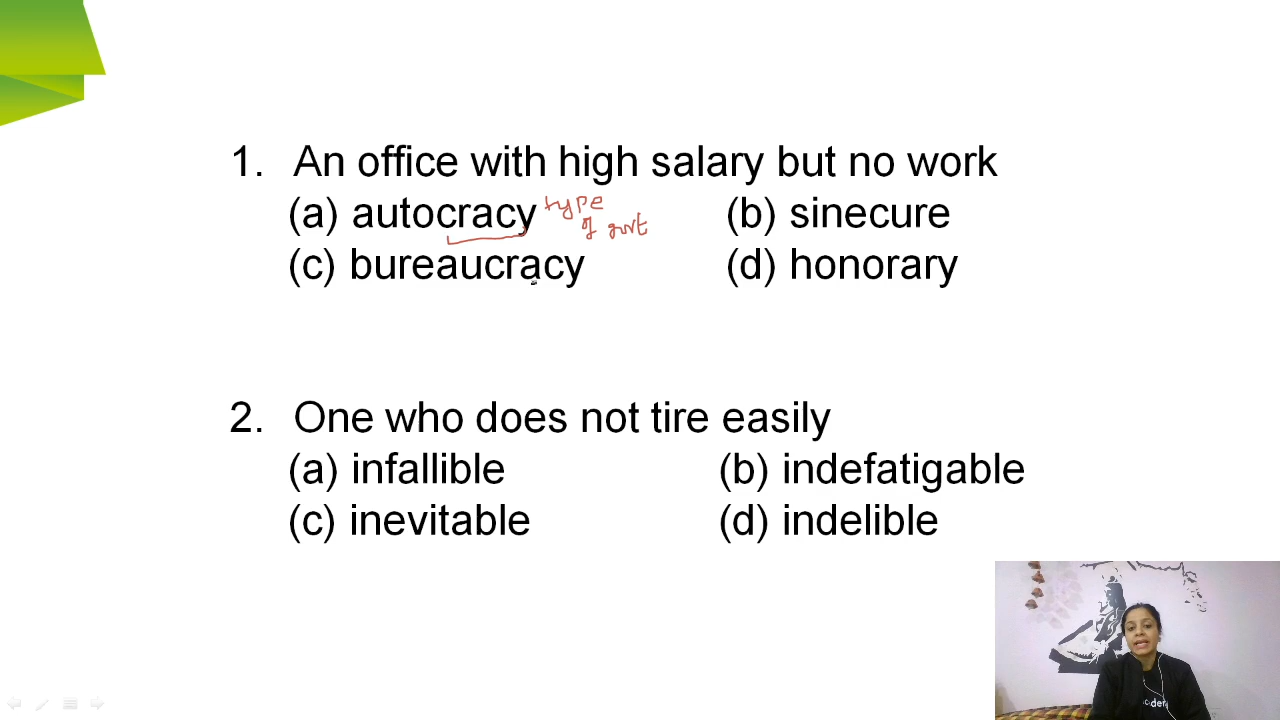 1. An office with high salary but no work
(a) autocracy type of govt (b) sinecure
(c) bureaucracy (d) honorary
2. One who does not tire easily
(a) infallible (b) indefatigable
(c) inevitable (d) indelible